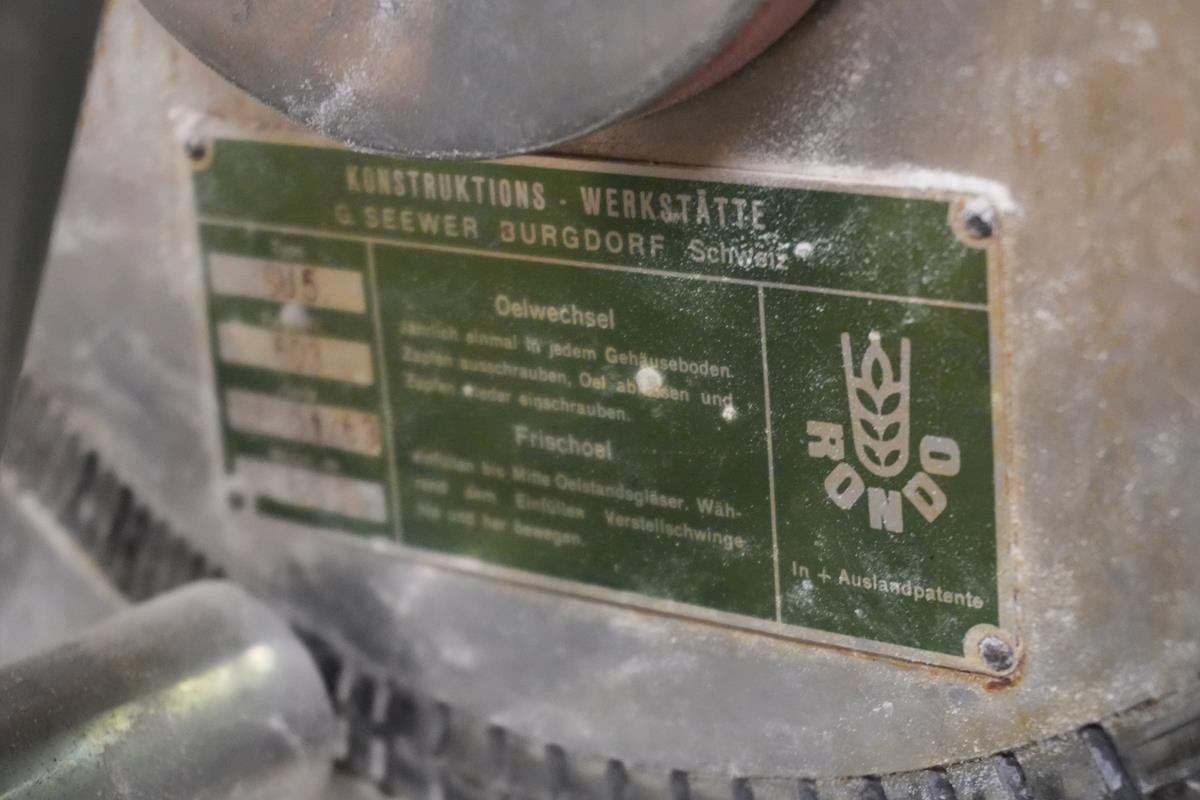 KONSTRUKTIONS - WERKSTÄTTE
G. SEEWER BURGDORF Schweiz
Type
Oelwechsel
Jährlich einmal in jedem Gehäuseboden.
Zapfen ausschrauben, Oel ablassen und
Zapfen wieder einschrauben.
Frischoel
einfüllen bis Mitte Oelstandsgläser. Wäh-
rend dem Einfüllen Verstellschwinge
hin und her bewegen.
RONDO
In + Auslandpatente